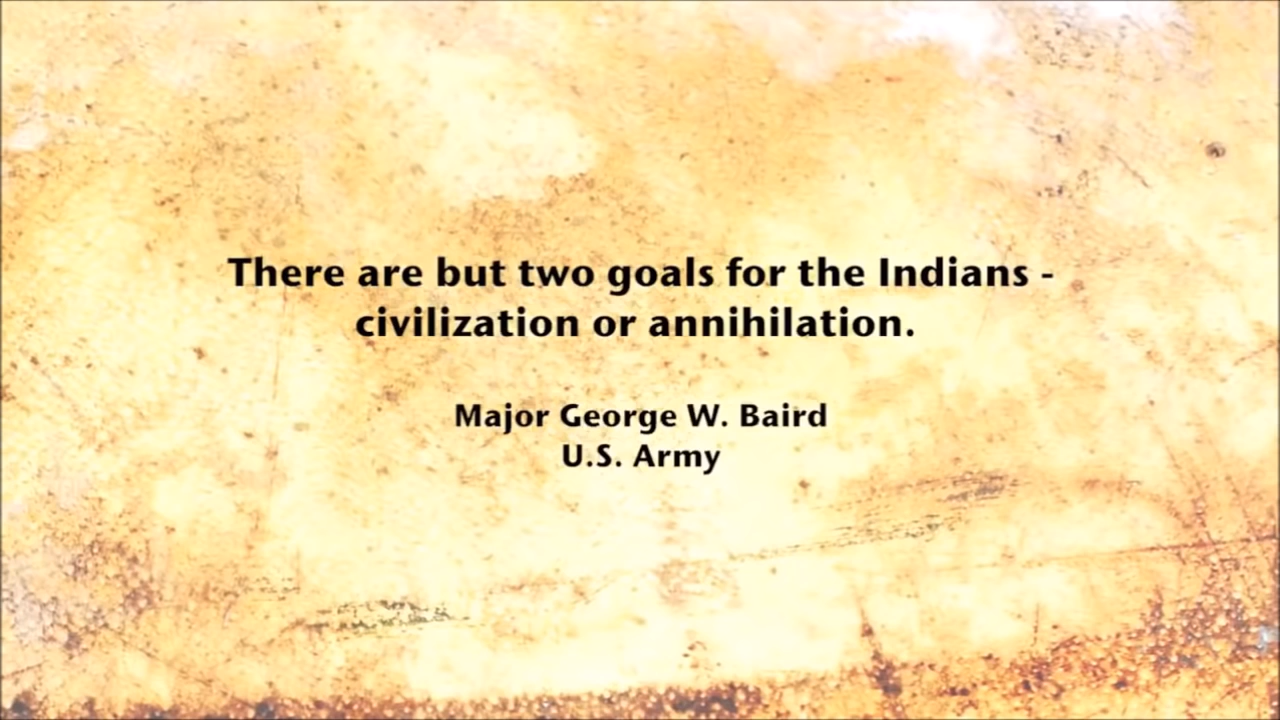 There are but two goals for the Indians -
civilization or annihilation.
Major George W. Baird
U.S. Army